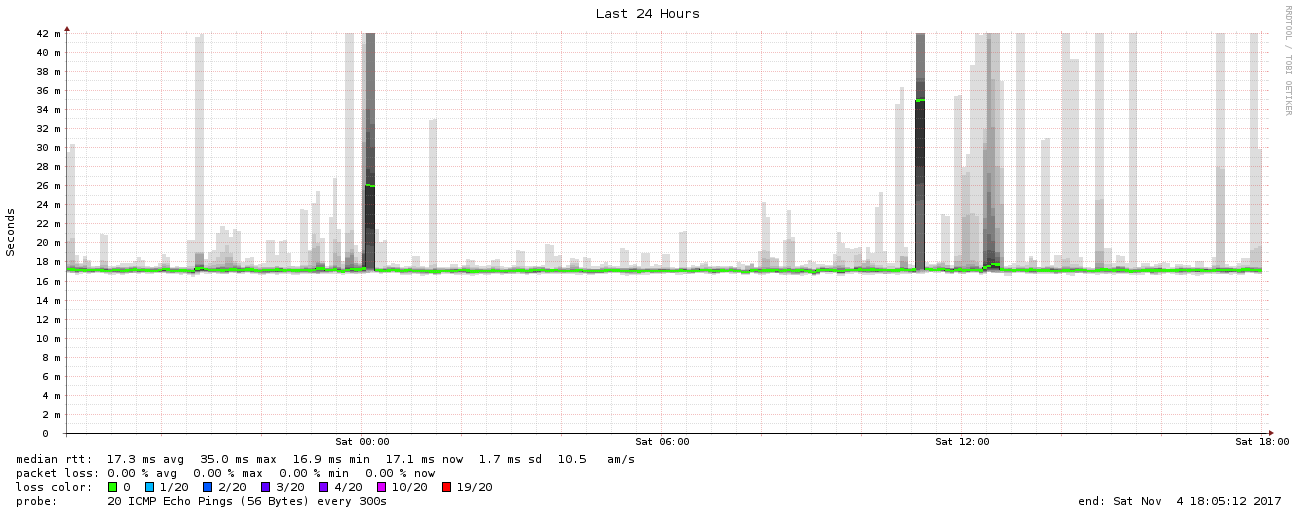 Last 24 Hours
RRDTOOL / TOBI OETIKER
Seconds
42 m
40 m
38 m
36 m
34 m
32 m
30 m
28 m
26 m
24 m
22 m
20 m
18 m
16 m
14 m
12 m
10 m
8 m
6 m
4 m
2 m
0
Sat 00:00 Sat 06:00 Sat 12:00 Sat 18:00
median rtt: 17.3 ms avg 35.0 ms max 16.9 ms min 17.1 ms now 1.7 ms sd 10.5 am/s
packet loss: 0.00 % avg 0.00 % max 0.00 % min 0.00 % now
loss color: 0 1/20 2/20 3/20 4/20 10/20 19/20
probe: 20 ICMP Echo Pings (56 Bytes) every 300s end: Sat Nov 4 18:05:12 2017